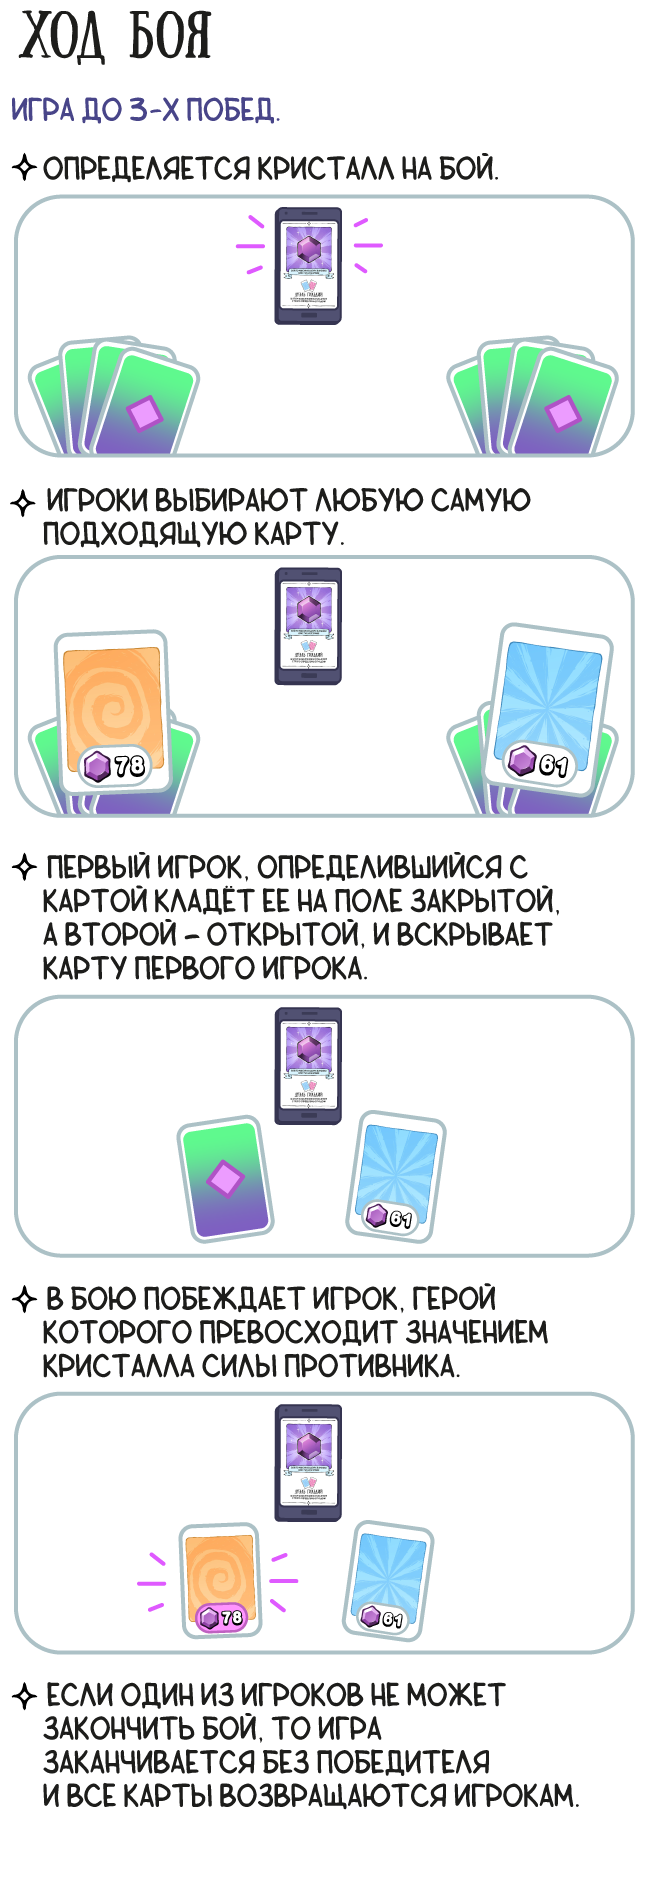 ХОД БОЯ
ИГРА ДО 3-Х ПОБЕД.
ОПРЕДЕЛЯЕТСЯ КРИСТАЛЛ НА БОЙ.
ИГРОКИ ВЫБИРАЮТ ЛЮБУЮ САМУЮ
ПОДХОДЯЩУЮ КАРТУ.
78
61
ПЕРВЫЙ ИГРОК, ОПРЕДЕЛИВШИЙСЯ С
КАРТОЙ КЛАДЁТ ЕЕ НА ПОЛЕ ЗАКРЫТОЙ,
А ВТОРОЙ – ОТКРЫТОЙ, И ВСКРЫВАЕТ
КАРТУ ПЕРВОГО ИГРОКА.
61
В БОЮ ПОБЕЖДАЕТ ИГРОК, ГЕРОЙ
КОТОРОГО ПРЕВОСХОДИТ ЗНАЧЕНИЕМ
КРИСТАЛЛА СИЛЫ ПРОТИВНИКА.
78
61
ЕСЛИ ОДИН ИЗ ИГРОКОВ НЕ МОЖЕТ
ЗАКОНЧИТЬ БОЙ, ТО ИГРА
ЗАКАНЧИВАЕТСЯ БЕЗ ПОБЕДИТЕЛЯ
И ВСЕ КАРТЫ ВОЗВРАЩАЮТСЯ ИГРОКАМ.